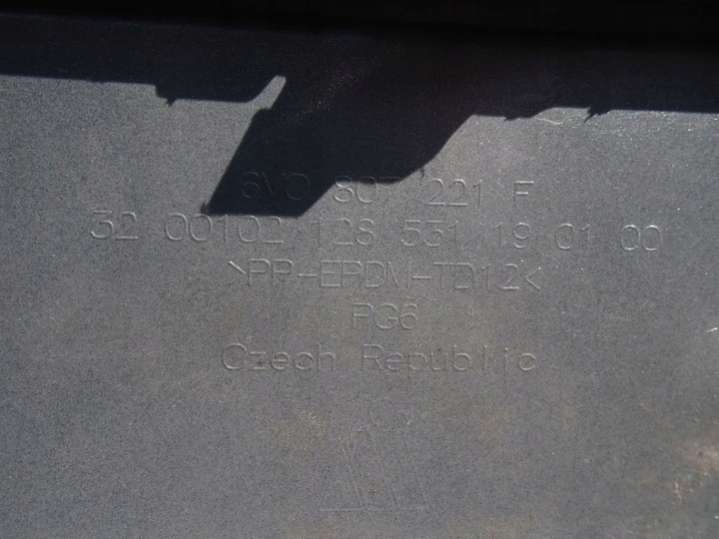 6V0 807 221 F
32 00102 128 531 19 01 00
>PP-EPDM-TD12<
PG6
Czech Republic